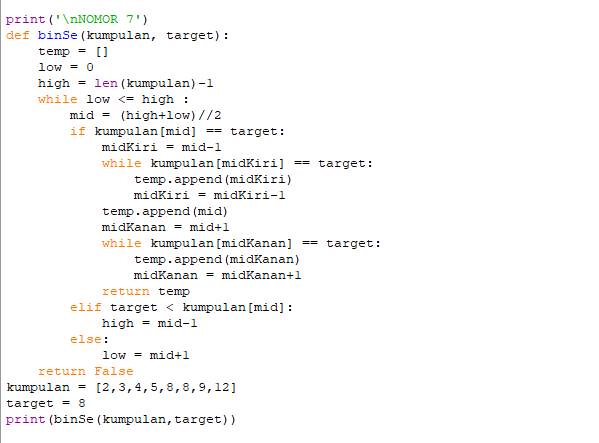 print('\nNOMOR 7')
def binSe(kumpulan, target):
    temp = []
    low = 0
    high = len(kumpulan)-1
    while low <= high :
        mid = (high+low)//2
        if kumpulan[mid] == target:
            midKiri = mid-1
            while kumpulan[midKiri] == target:
                temp.append(midKiri)
                midKiri = midKiri-1
            temp.append(mid)
            midKanan = mid+1
            while kumpulan[midKanan] == target:
                temp.append(midKanan)
                midKanan = midKanan+1
            return temp
        elif target < kumpulan[mid]:
            high = mid-1
        else:
            low = mid+1
    return False
kumpulan = [2,3,4,5,8,8,9,12]
target = 8
print(binSe(kumpulan,target))